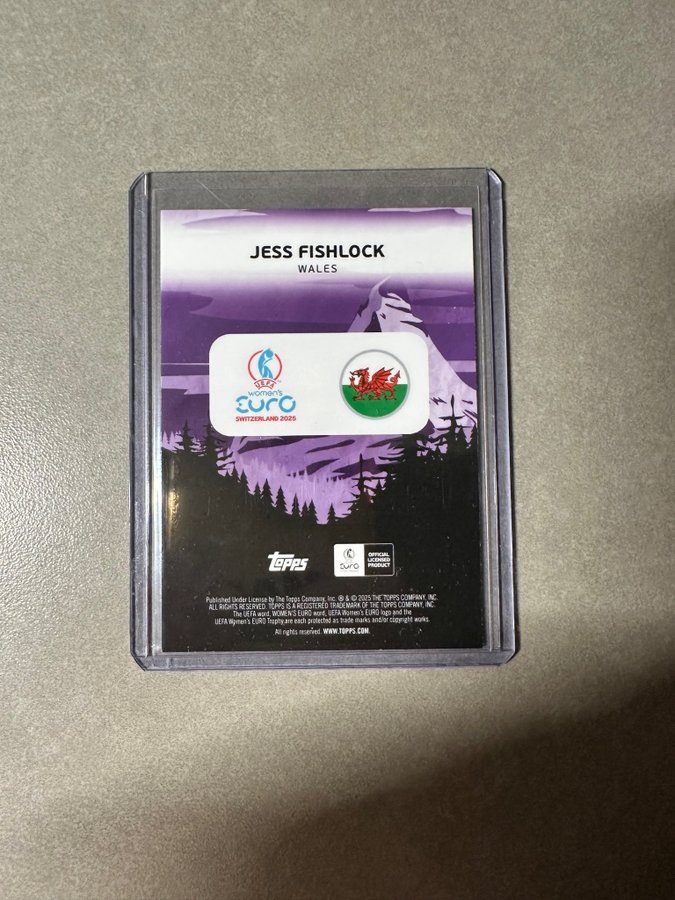 JESS FISHLOCK
WALES
UEFA
women's
EURO
SWITZERLAND 2025
Topps
EURO
OFFICIAL
LICENSED
PRODUCT
Published Under License by The Topps Company, Inc. ® & © 2025 THE TOPPS COMPANY, INC.
ALL RIGHTS RESERVED. TOPPS IS A REGISTERED TRADEMARK OF THE TOPPS COMPANY, INC.
The UEFA word, WOMEN'S EURO word, UEFA Women's EURO logo and the
UEFA Women's EURO Trophy are each protected as trade marks and/or copyright works.
All rights reserved. WWW.TOPPS.COM.